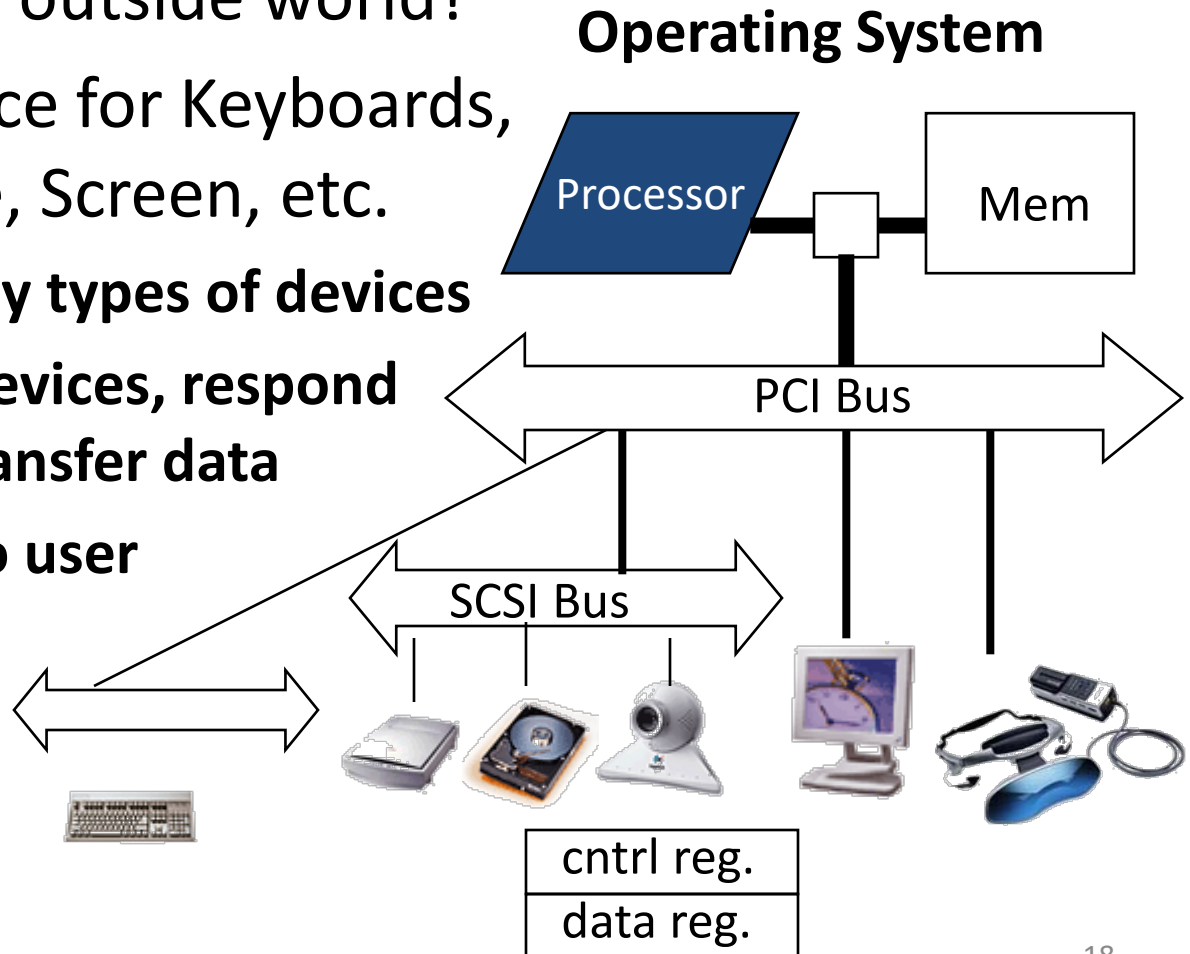 outside world?
Operating System
ce for Keyboards,
, Screen, etc.
Processor
Mem
y types of devices
evices, respond
PCI Bus
ansfer data
o user
SCSI Bus
cntrl reg.
data reg.
18